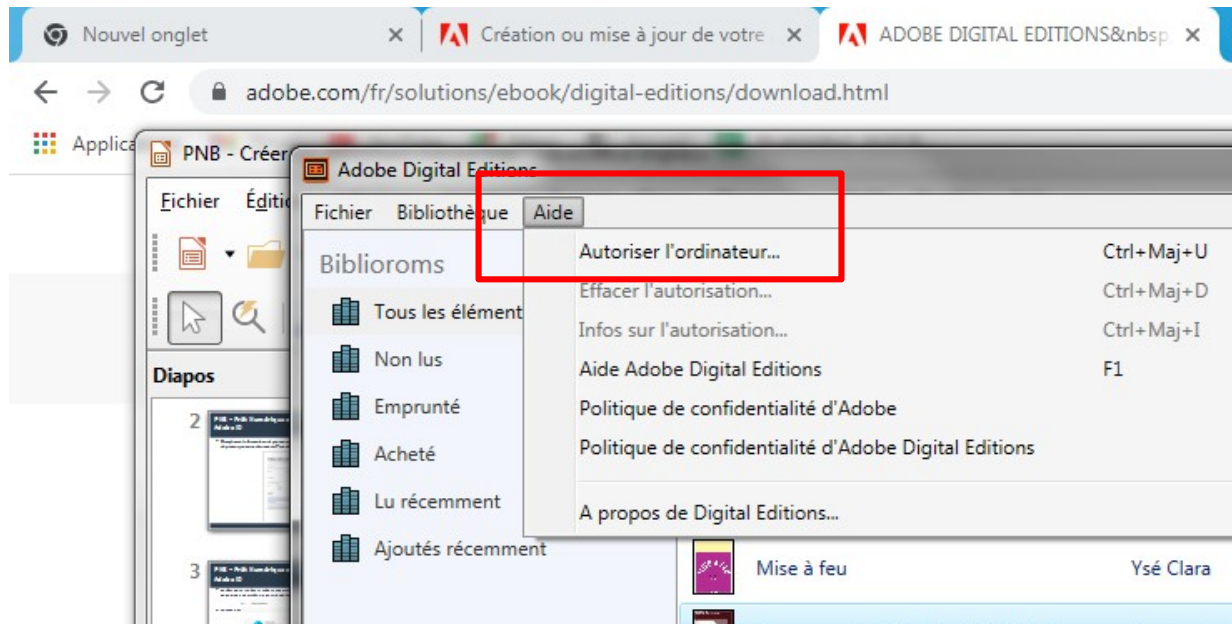 Nouvel onglet
Création ou mise à jour de votre
ADOBE DIGITAL EDITIONS&nbsp
adobe.com/fr/solutions/ebook/digital-editions/download.html
Applica
PNB - Créer
Fichier Éditio
Diapos
2
3
Adobe Digital Editions
Fichier Bibliothèque Aide
Biblioroms
Tous les élément
Non lus
Emprunté
Acheté
Lu récemment
Ajoutés récemment
Autoriser l'ordinateur... Ctrl+Maj+U
Effacer l'autorisation... Ctrl+Maj+D
Infos sur l'autorisation... Ctrl+Maj+I
Aide Adobe Digital Editions F1
Politique de confidentialité d'Adobe
Politique de confidentialité d'Adobe Digital Editions
A propos de Digital Editions...
Mise à feu Ysé Clara